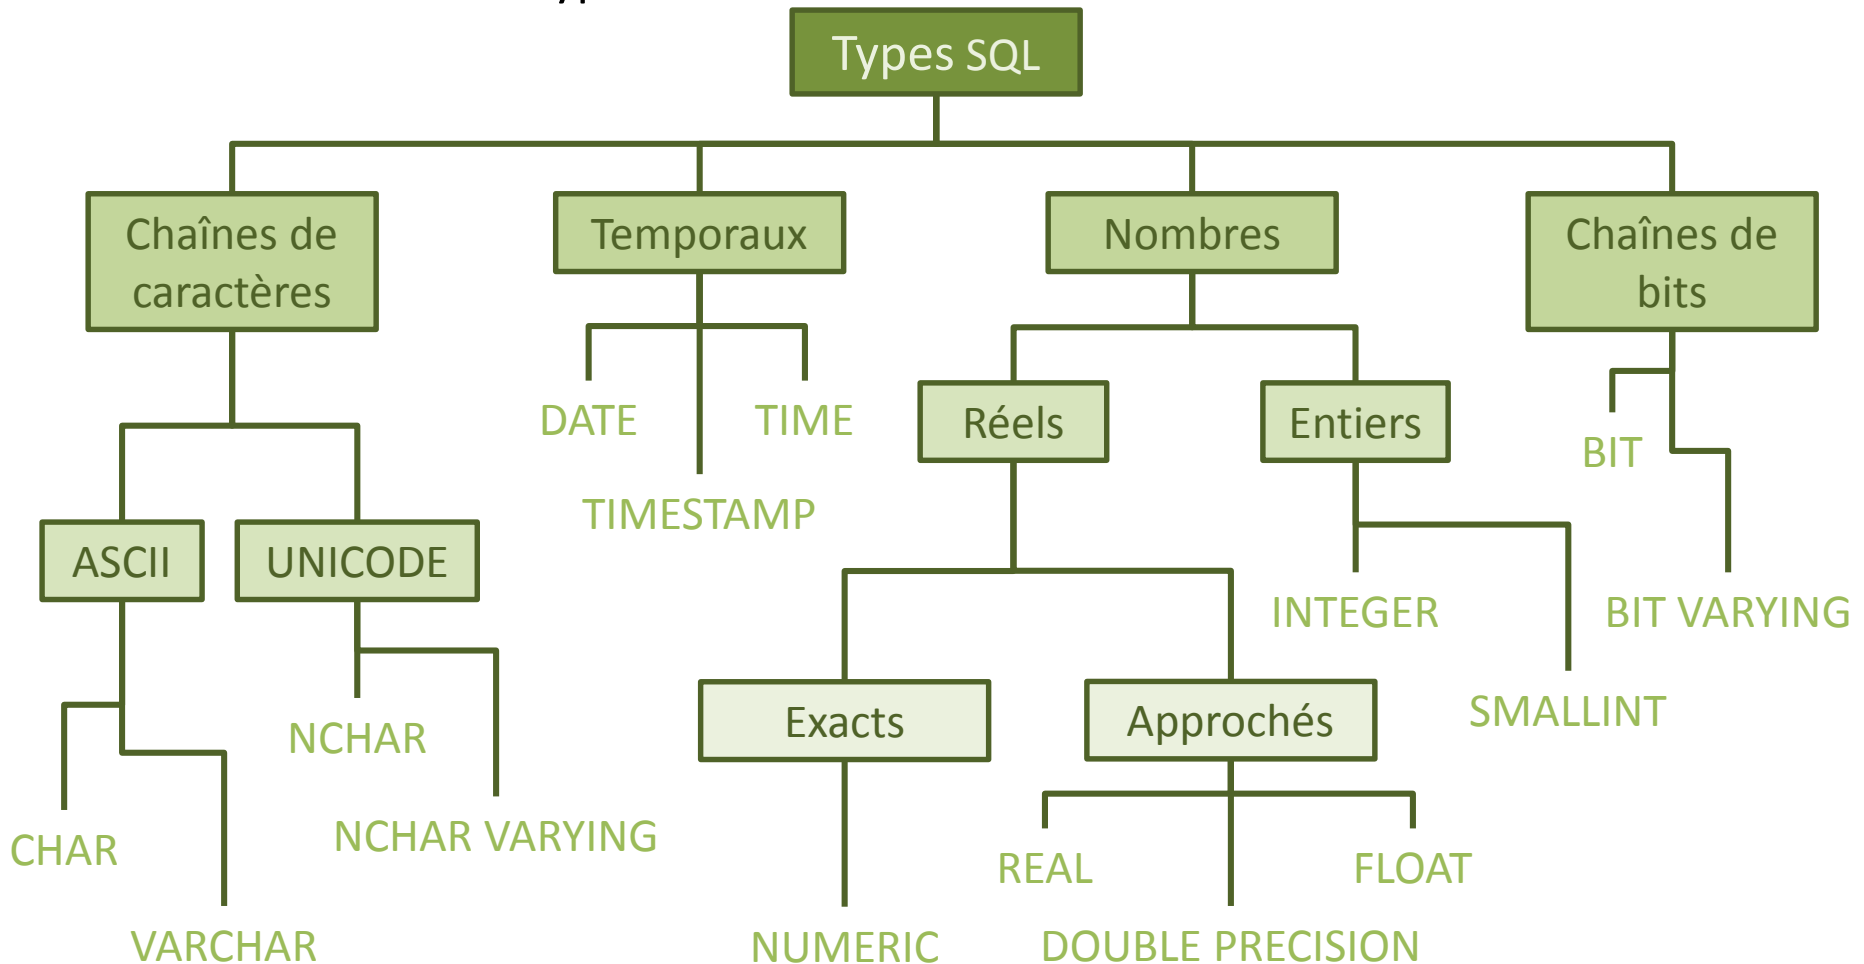 Types SQL
Chaînes de
caractères
Temporaux
Nombres
Chaînes de
bits
DATE
TIME
Réels
Entiers
BIT
TIMESTAMP
ASCII
UNICODE
INTEGER
BIT VARYING
NCHAR
Exacts
Approchés
SMALLINT
CHAR
NCHAR VARYING
REAL
FLOAT
VARCHAR
NUMERIC
DOUBLE PRECISION